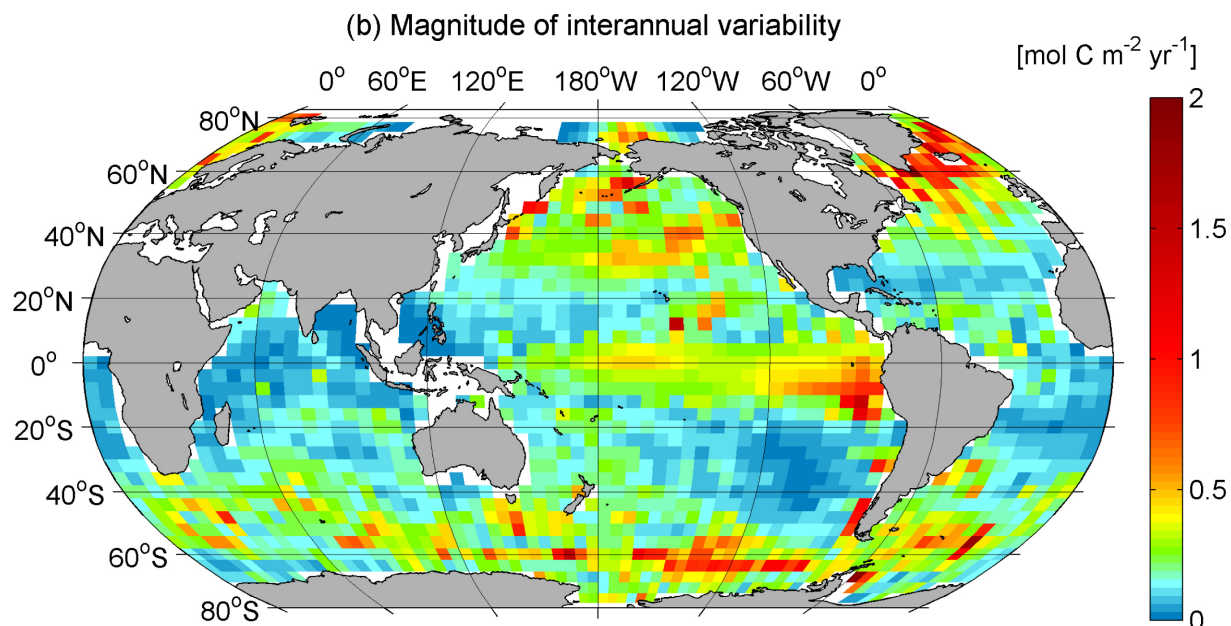 (b) Magnitude of interannual variability
[mol C m⁻² yr⁻¹]
0° 60°E 120°E 180°W 120°W 60°W 0°
80°N
60°N
40°N
20°N
0°
20°S
40°S
60°S
80°S
2
1.5
1
0.5
0